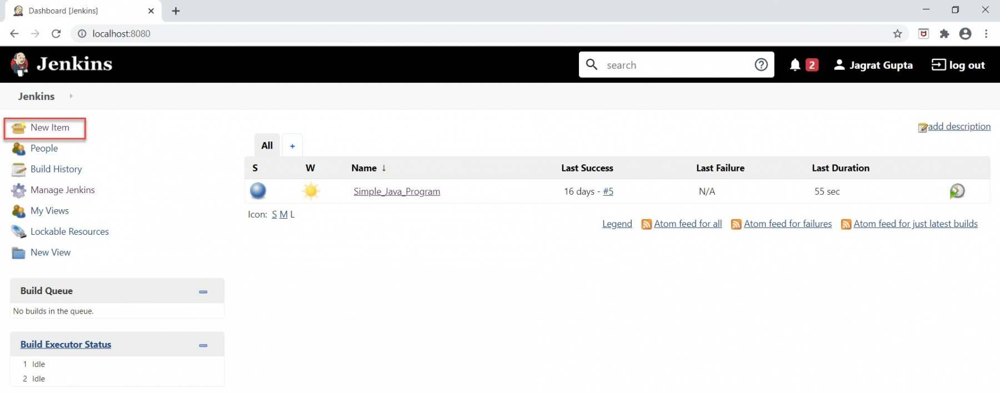 Dashboard [Jenkins]
localhost:8080
Jenkins
search
2
Jagrat Gupta
log out
Jenkins
New Item
People
Build History
Manage Jenkins
My Views
Lockable Resources
New View
Build Queue
No builds in the queue.
Build Executor Status
1 Idle
2 Idle
add description
All +
S W Name ↓ Last Success Last Failure Last Duration
Simple_Java_Program 16 days - #5 N/A 55 sec
Icon: S M L
Legend Atom feed for all Atom feed for failures Atom feed for just latest builds